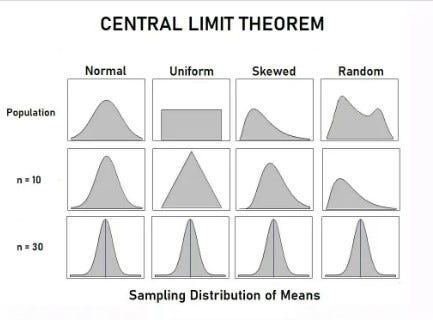 CENTRAL LIMIT THEOREM
Normal Uniform Skewed Random
Population
n = 10
n = 30
Sampling Distribution of Means